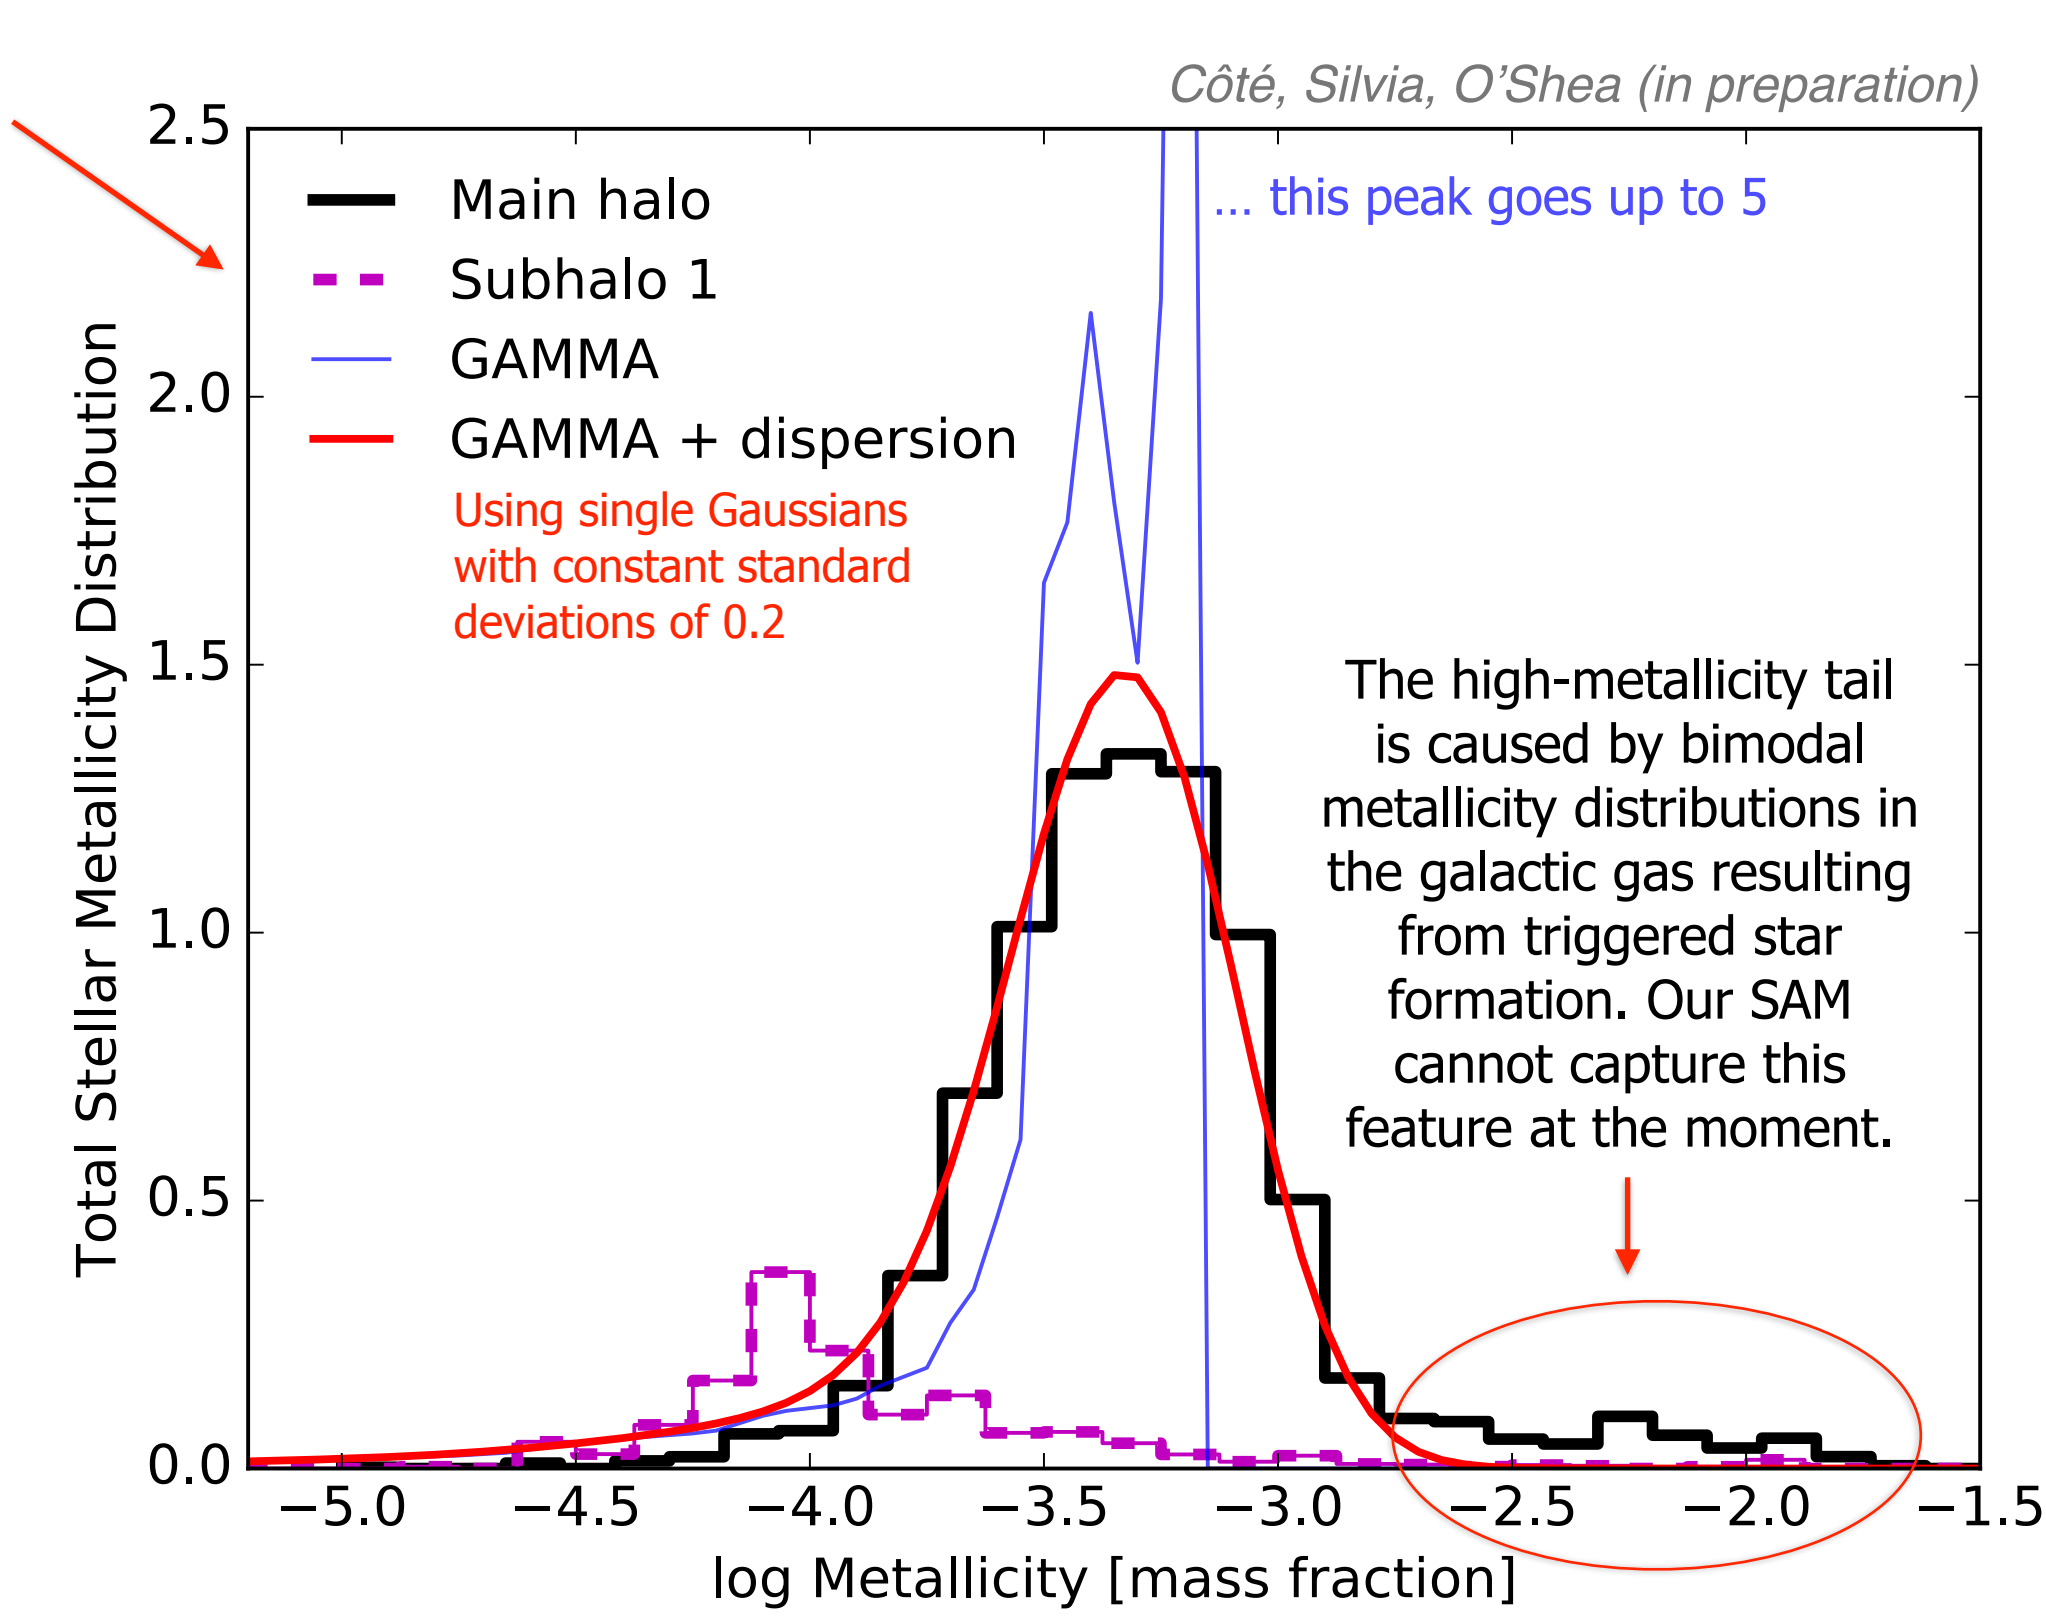 Côté, Silvia, O'Shea (in preparation)
2.5
2.0
1.5
1.0
0.5
0.0
Total Stellar Metallicity Distribution
Main halo
Subhalo 1
GAMMA
GAMMA + dispersion
Using single Gaussians
with constant standard
deviations of 0.2
... this peak goes up to 5
The high-metallicity tail
is caused by bimodal
metallicity distributions in
the galactic gas resulting
from triggered star
formation. Our SAM
cannot capture this
feature at the moment.
−5.0 −4.5 −4.0 −3.5 −3.0 −2.5 −2.0 −1.5
log Metallicity [mass fraction]